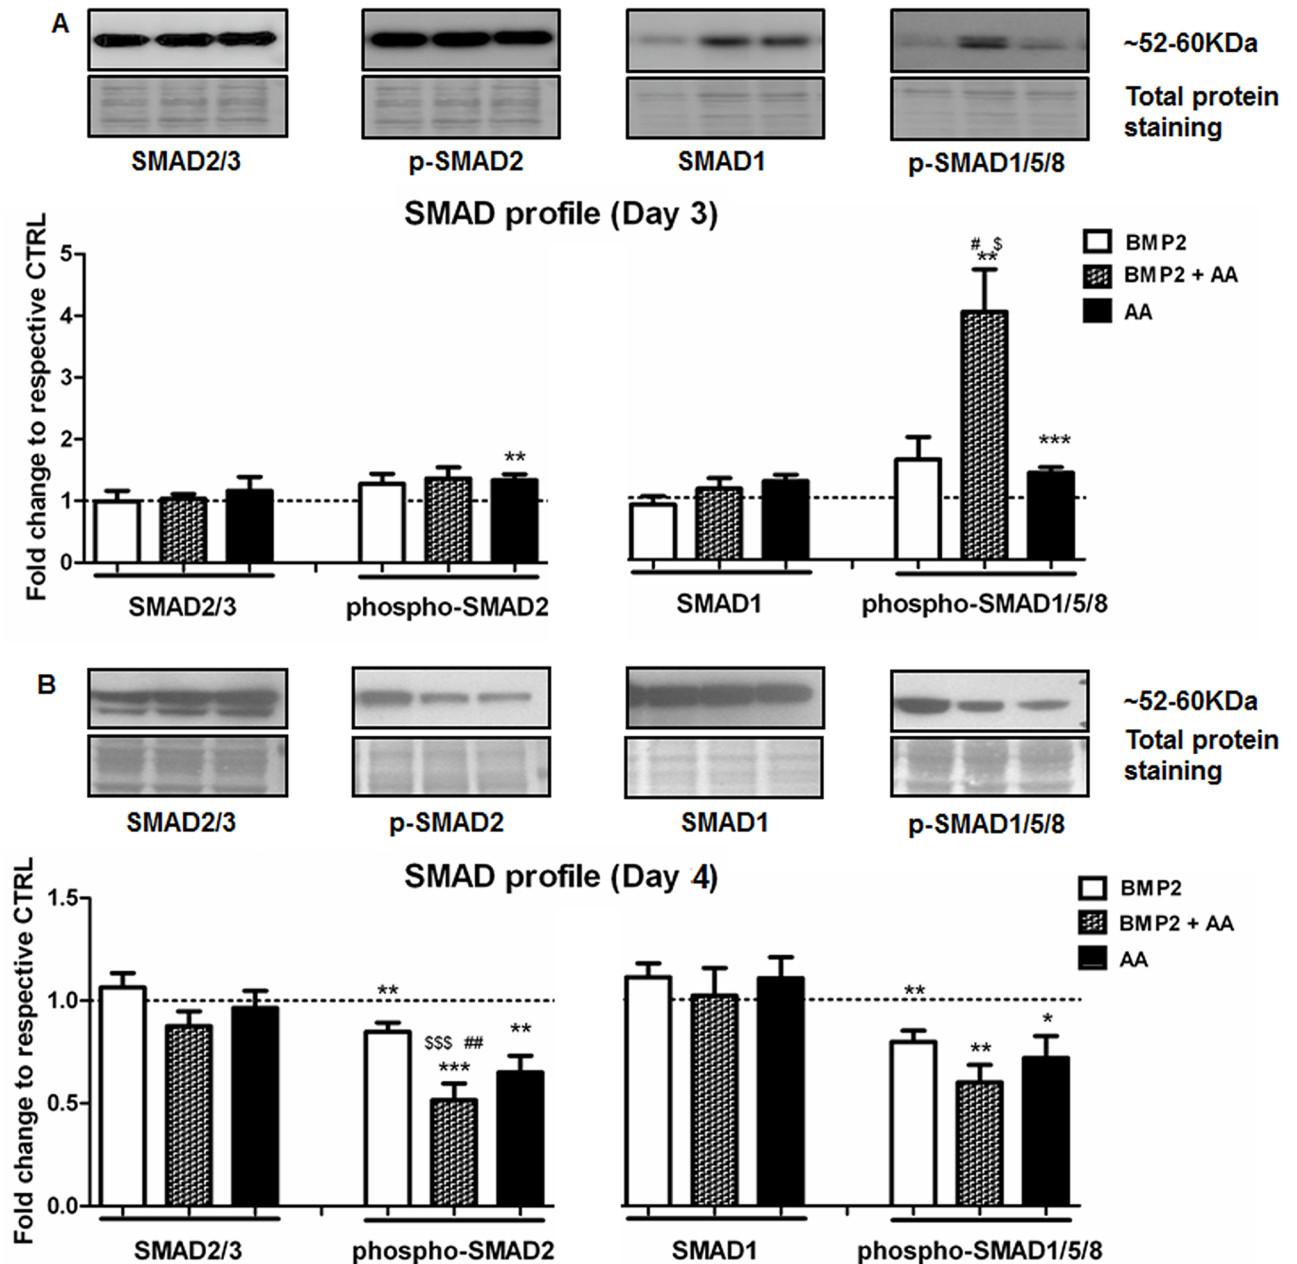 A
~52-60KDa
Total protein
staining
SMAD2/3
p-SMAD2
SMAD1
p-SMAD1/5/8
SMAD profile (Day 3)
Fold change to respective CTRL
5
4
3
2
1
0
**
# $
**
***
BMP2
BMP2 + AA
AA
SMAD2/3
phospho-SMAD2
SMAD1
phospho-SMAD1/5/8
B
~52-60KDa
Total protein
staining
SMAD2/3
p-SMAD2
SMAD1
p-SMAD1/5/8
SMAD profile (Day 4)
Fold change to respective CTRL
1.5
1.0
0.5
0.0
**
$$$ ##
***
**
**
**
*
BMP2
BMP2 + AA
AA
SMAD2/3
phospho-SMAD2
SMAD1
phospho-SMAD1/5/8